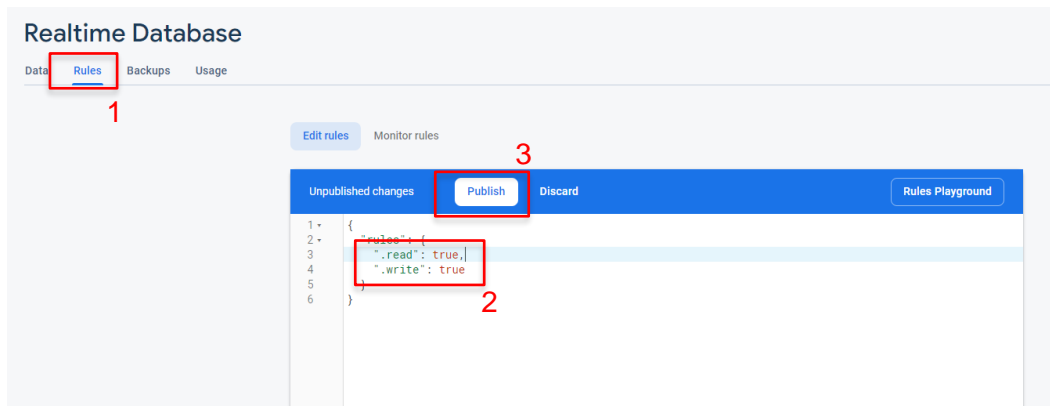 Realtime Database
Data Rules Backups Usage
1
Edit rules Monitor rules
3
Unpublished changes Publish Discard Rules Playground
1 {
2 "rules": {
3 ".read": true,
4 ".write": true
5 }
6 }
2